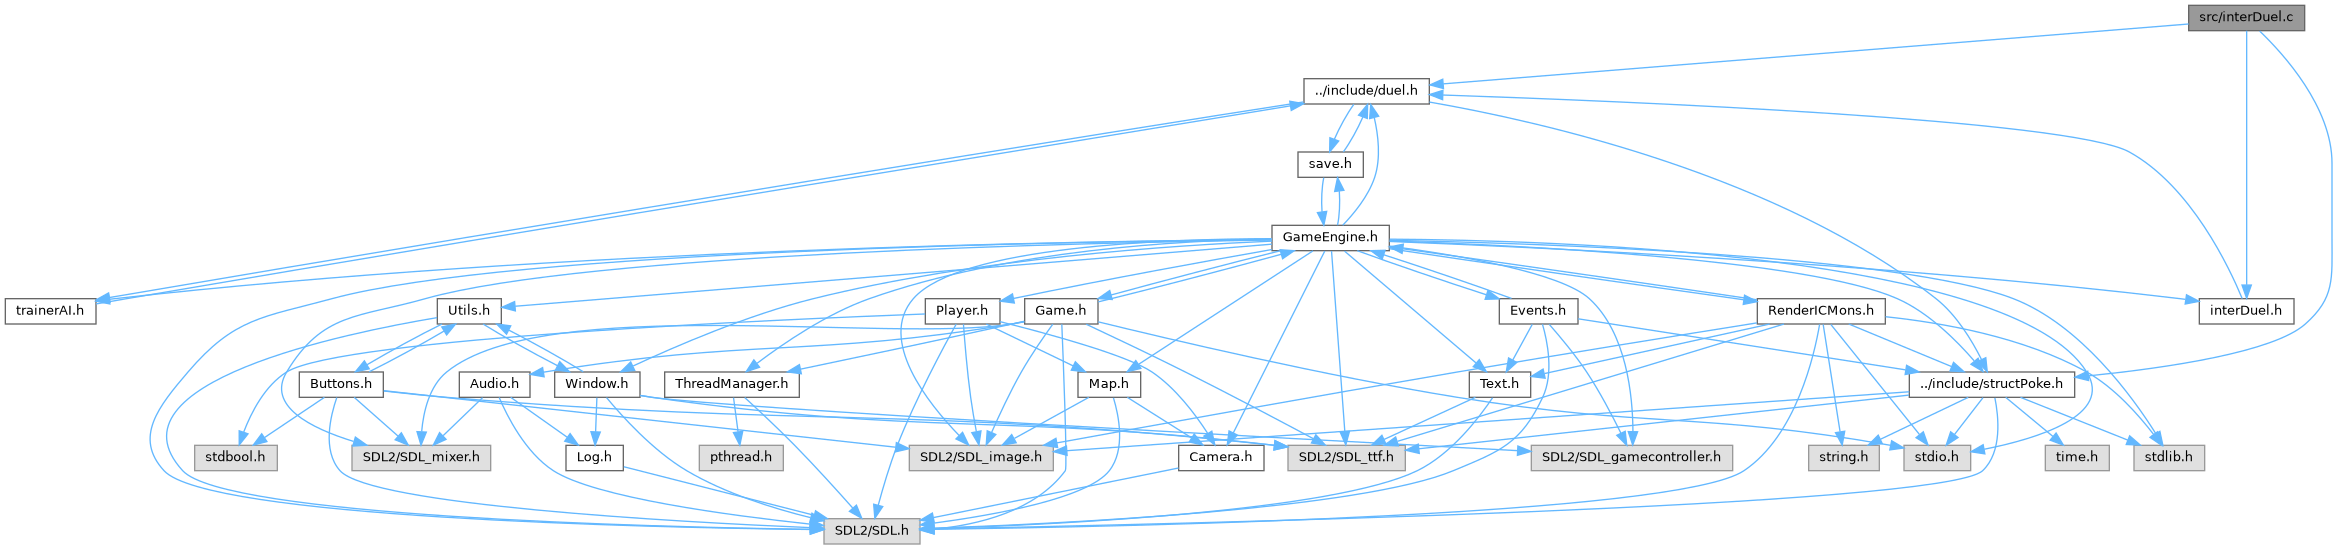 src/interDuel.c
../include/duel.h
save.h
GameEngine.h
trainerAI.h
Utils.h
Player.h
Game.h
Events.h
RenderICMons.h
interDuel.h
Buttons.h
Audio.h
Window.h
ThreadManager.h
Map.h
Text.h
../include/structPoke.h
stdbool.h
SDL2/SDL_mixer.h
Log.h
pthread.h
SDL2/SDL_image.h
Camera.h
SDL2/SDL_ttf.h
SDL2/SDL_gamecontroller.h
string.h
stdio.h
time.h
stdlib.h
SDL2/SDL.h